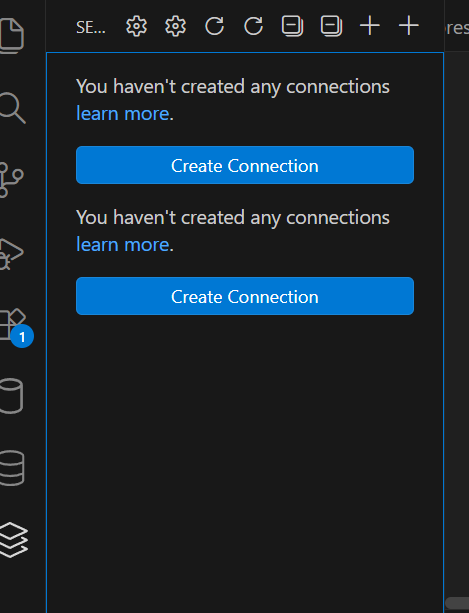 SE...
You haven't created any connections
learn more.
Create Connection
You haven't created any connections
learn more.
Create Connection
1